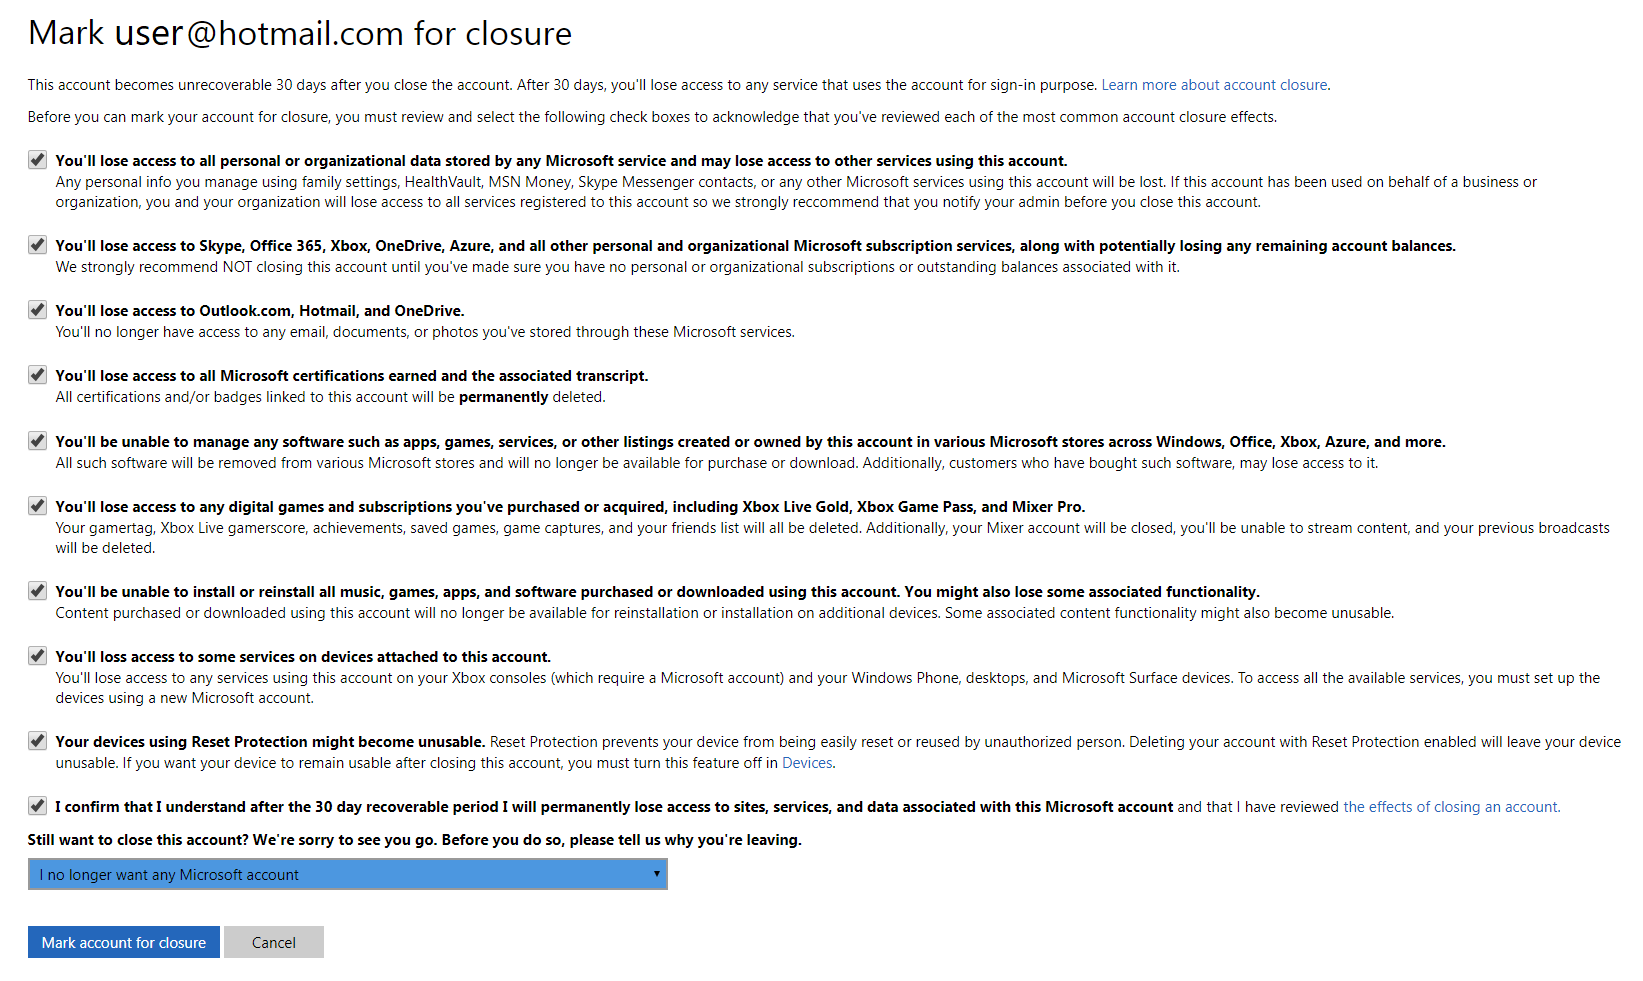 Mark user@hotmail.com for closure
This account becomes unrecoverable 30 days after you close the account. After 30 days, you'll lose access to any service that uses the account for sign-in purpose. Learn more about account closure.
Before you can mark your account for closure, you must review and select the following check boxes to acknowledge that you've reviewed each of the most common account closure effects.
You'll lose access to all personal or organizational data stored by any Microsoft service and may lose access to other services using this account.
Any personal info you manage using family settings, HealthVault, MSN Money, Skype Messenger contacts, or any other Microsoft services using this account will be lost. If this account has been used on behalf of a business or
organization, you and your organization will lose access to all services registered to this account so we strongly reccommend that you notify your admin before you close this account.
You'll lose access to Skype, Office 365, Xbox, OneDrive, Azure, and all other personal and organizational Microsoft subscription services, along with potentially losing any remaining account balances.
We strongly recommend NOT closing this account until you've made sure you have no personal or organizational subscriptions or outstanding balances associated with it.
You'll lose access to Outlook.com, Hotmail, and OneDrive.
You'll no longer have access to any email, documents, or photos you've stored through these Microsoft services.
You'll lose access to all Microsoft certifications earned and the associated transcript.
All certifications and/or badges linked to this account will be permanently deleted.
You'll be unable to manage any software such as apps, games, services, or other listings created or owned by this account in various Microsoft stores across Windows, Office, Xbox, Azure, and more.
All such software will be removed from various Microsoft stores and will no longer be available for purchase or download. Additionally, customers who have bought such software, may lose access to it.
You'll lose access to any digital games and subscriptions you've purchased or acquired, including Xbox Live Gold, Xbox Game Pass, and Mixer Pro.
Your gamertag, Xbox Live gamerscore, achievements, saved games, game captures, and your friends list will all be deleted. Additionally, your Mixer account will be closed, you'll be unable to stream content, and your previous broadcasts
will be deleted.
You'll be unable to install or reinstall all music, games, apps, and software purchased or downloaded using this account. You might also lose some associated functionality.
Content purchased or downloaded using this account will no longer be available for reinstallation or installation on additional devices. Some associated content functionality might also become unusable.
You'll loss access to some services on devices attached to this account.
You'll lose access to any services using this account on your Xbox consoles (which require a Microsoft account) and your Windows Phone, desktops, and Microsoft Surface devices. To access all the available services, you must set up the
devices using a new Microsoft account.
Your devices using Reset Protection might become unusable. Reset Protection prevents your device from being easily reset or reused by unauthorized person. Deleting your account with Reset Protection enabled will leave your device
unusable. If you want your device to remain usable after closing this account, you must turn this feature off in Devices.
I confirm that I understand after the 30 day recoverable period I will permanently lose access to sites, services, and data associated with this Microsoft account and that I have reviewed the effects of closing an account.
Still want to close this account? We're sorry to see you go. Before you do so, please tell us why you're leaving.
I no longer want any Microsoft account
Mark account for closure Cancel